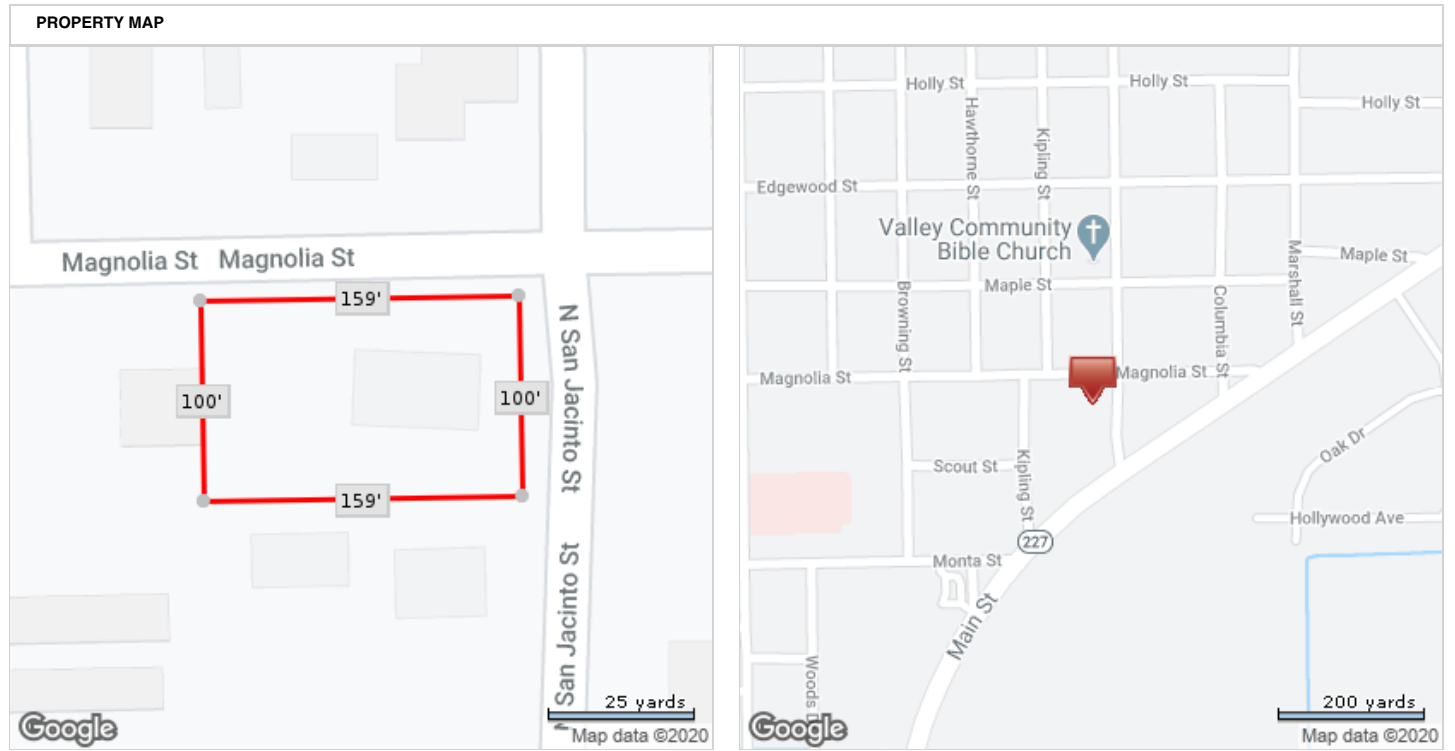 PROPERTY MAP
Magnolia St
Magnolia St
159'
100'
100'
159'
N San Jacinto St
San Jacinto St
25 yards
Google
Map data ©2020
Holly St
Holly St
Holly St
Hawthorne St
Kipling St
Edgewood St
Valley Community
Bible Church
Marshall St
Maple St
Maple St
Browning St
Columbia St
Magnolia St
Magnolia St
Oak Dr
Scout St
Kipling St
Hollywood Ave
227
Monta St
Main St
Woods
200 yards
Google
Map data ©2020